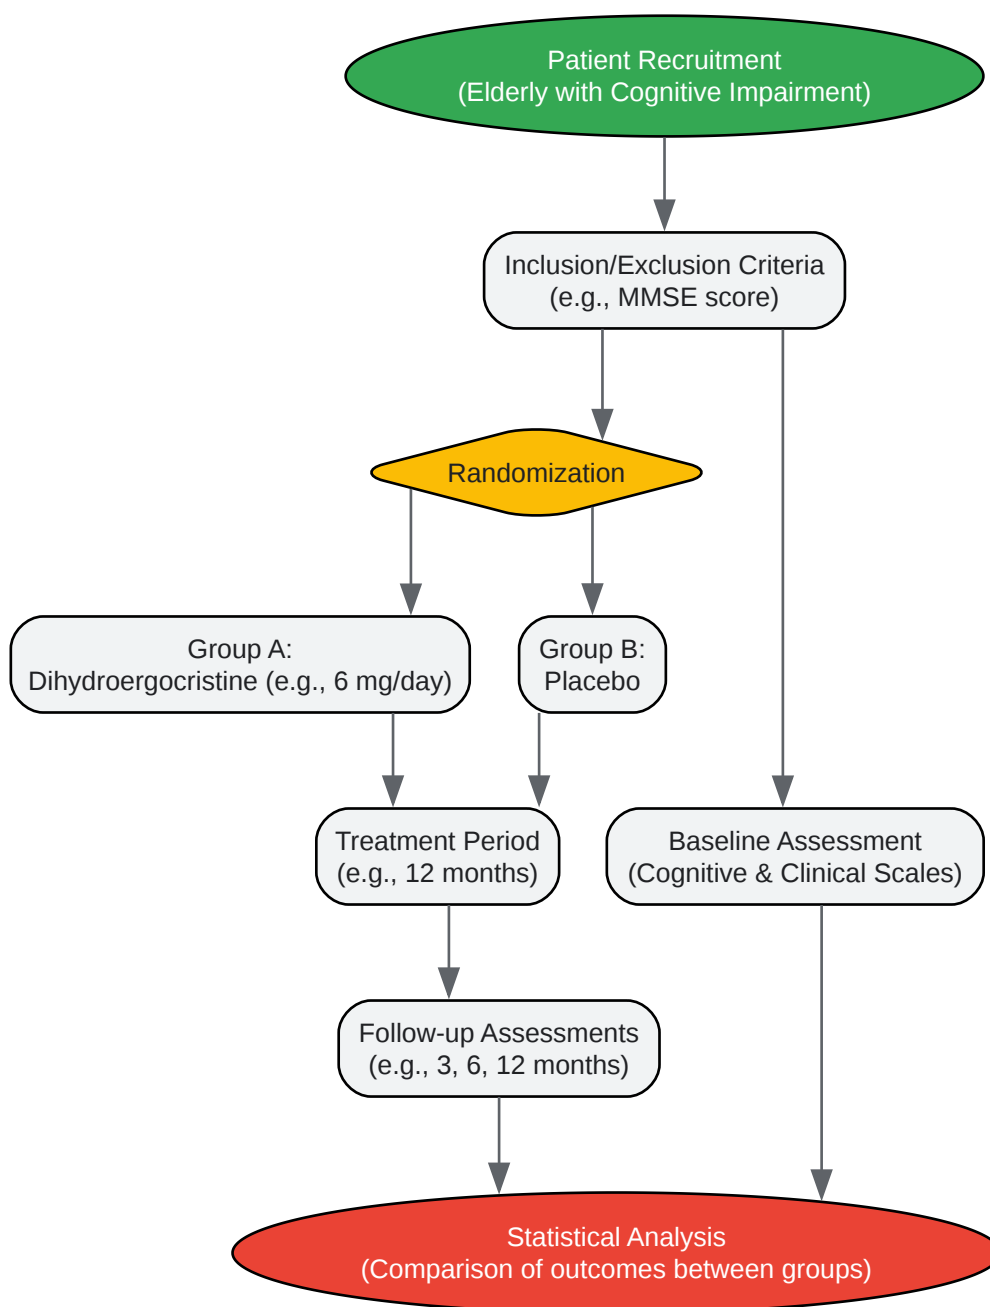 Patient Recruitment
(Elderly with Cognitive Impairment)
Inclusion/Exclusion Criteria
(e.g., MMSE score)
Randomization
Group A:
Dihydroergocristine (e.g., 6 mg/day)
Group B:
Placebo
Treatment Period
(e.g., 12 months)
Baseline Assessment
(Cognitive & Clinical Scales)
Follow-up Assessments
(e.g., 3, 6, 12 months)
Statistical Analysis
(Comparison of outcomes between groups)